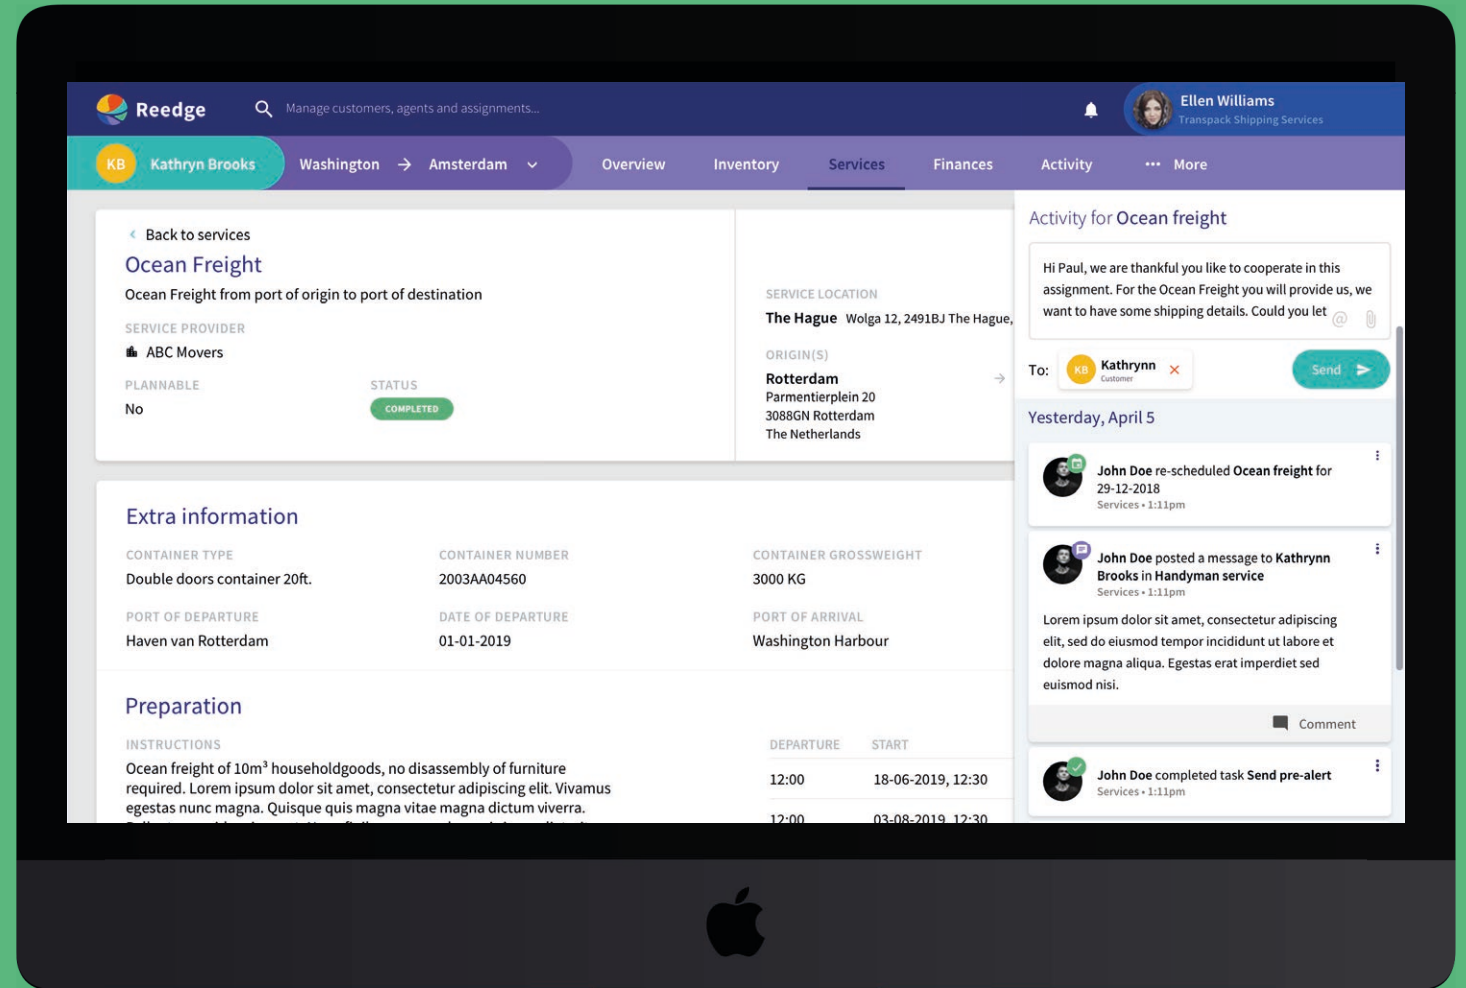 Reedge
Manage customers, agents and assignments...
Ellen Williams
Transpack Shipping Services
KB
Kathryn Brooks
Washington → Amsterdam
Overview
Inventory
Services
Finances
Activity
More
Back to services
Ocean Freight
Ocean Freight from port of origin to port of destination
SERVICE PROVIDER
ABC Movers
PLANNABLE
No
STATUS
COMPLETED
SERVICE LOCATION
The Hague Wolga 12, 2491BJ The Hague,
ORIGIN(S)
Rotterdam
Parmentierplein 20
3088GN Rotterdam
The Netherlands
Extra information
CONTAINER TYPE
Double doors container 20ft.
CONTAINER NUMBER
2003AA04560
CONTAINER GROSSWEIGHT
3000 KG
PORT OF DEPARTURE
Haven van Rotterdam
DATE OF DEPARTURE
01-01-2019
PORT OF ARRIVAL
Washington Harbour
Preparation
INSTRUCTIONS
Ocean freight of 10m³ householdgoods, no disassembly of furniture
required. Lorem ipsum dolor sit amet, consectetur adipiscing elit. Vivamus
egestas nunc magna. Quisque quis magna vitae magna dictum viverra.
DEPARTURE START
12:00 18-06-2019, 12:30
12:00 03-08-2019, 12:30
Activity for Ocean freight
Hi Paul, we are thankful you like to cooperate in this
assignment. For the Ocean Freight you will provide us, we
want to have some shipping details. Could you let
@
To:
KB
Kathrynn
Customer
Send
Yesterday, April 5
John Doe re-scheduled Ocean freight for
29-12-2018
Services • 1:11pm
John Doe posted a message to Kathrynn
Brooks in Handyman service
Services • 1:11pm
Lorem ipsum dolor sit amet, consectetur adipiscing
elit, sed do eiusmod tempor incididunt ut labore et
dolore magna aliqua. Egestas erat imperdiet sed
euismod nisi.
Comment
John Doe completed task Send pre-alert
Services • 1:11pm